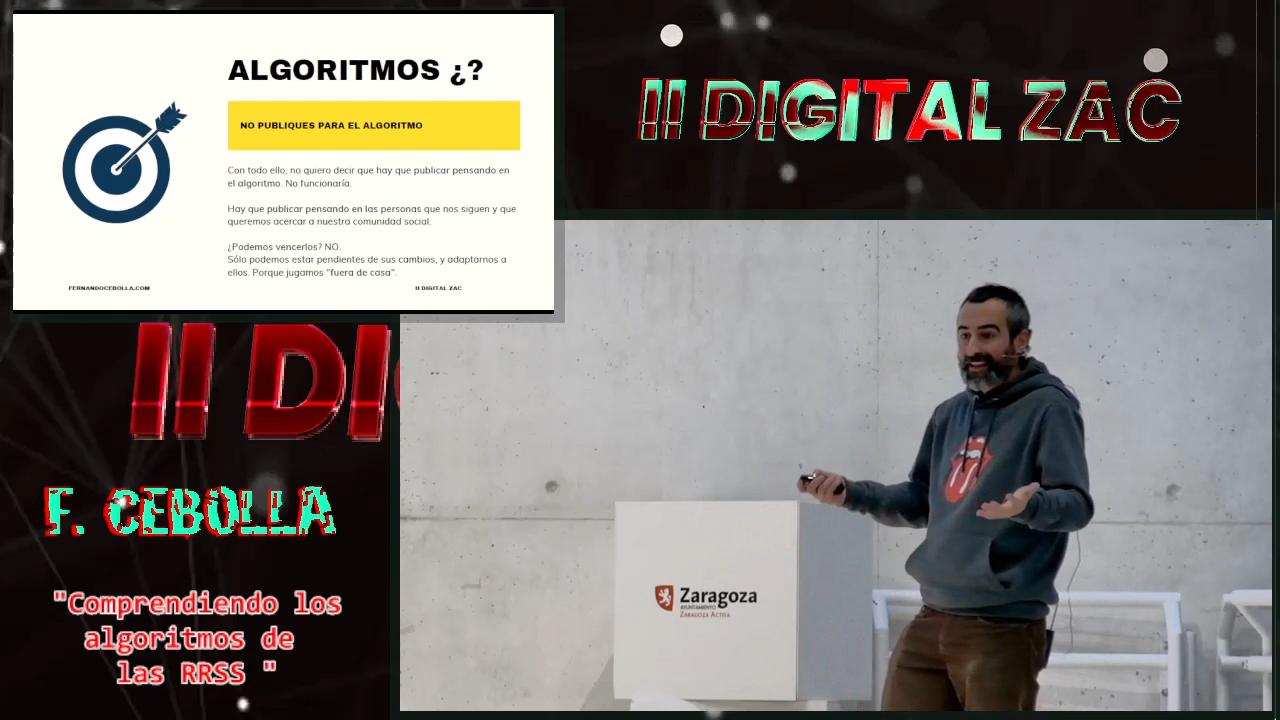 ALGORITMOS ¿?
NO PUBLIQUES PARA EL ALGORITMO
Con todo ello, no quiero decir que hay que publicar pensando en
el algoritmo. No funcionaría.
Hay que publicar pensando en las personas que nos siguen y que
queremos acercar a nuestra comunidad social.
¿Podemos vencerlos? NO.
Sólo podemos estar pendientes de sus cambios, y adaptarnos a
ellos. Porque jugamos "fuera de casa".
FERNANDOCEBOLLA.COM
II DIGITAL ZAC
II DIGITAL ZAC
II DI
F. CEBOLLA
"Comprendiendo los
algoritmos de
las RRSS "
Zaragoza
AYUNTAMIENTO
ZARAGOZA ACTIVA